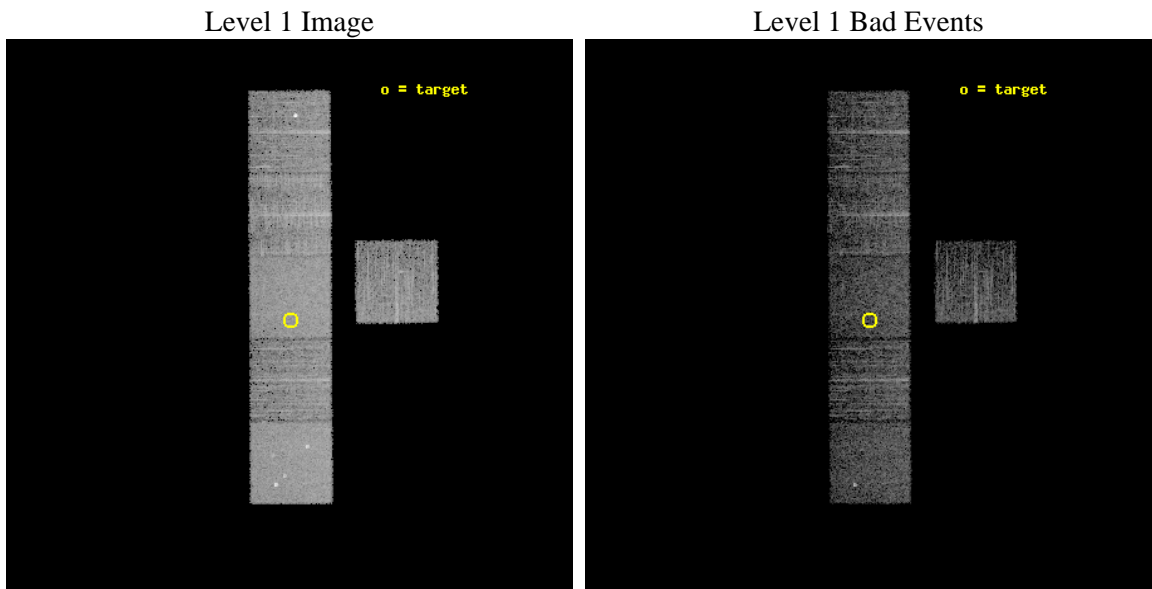 Level 1 Image
Level 1 Bad Events
o = target
o = target